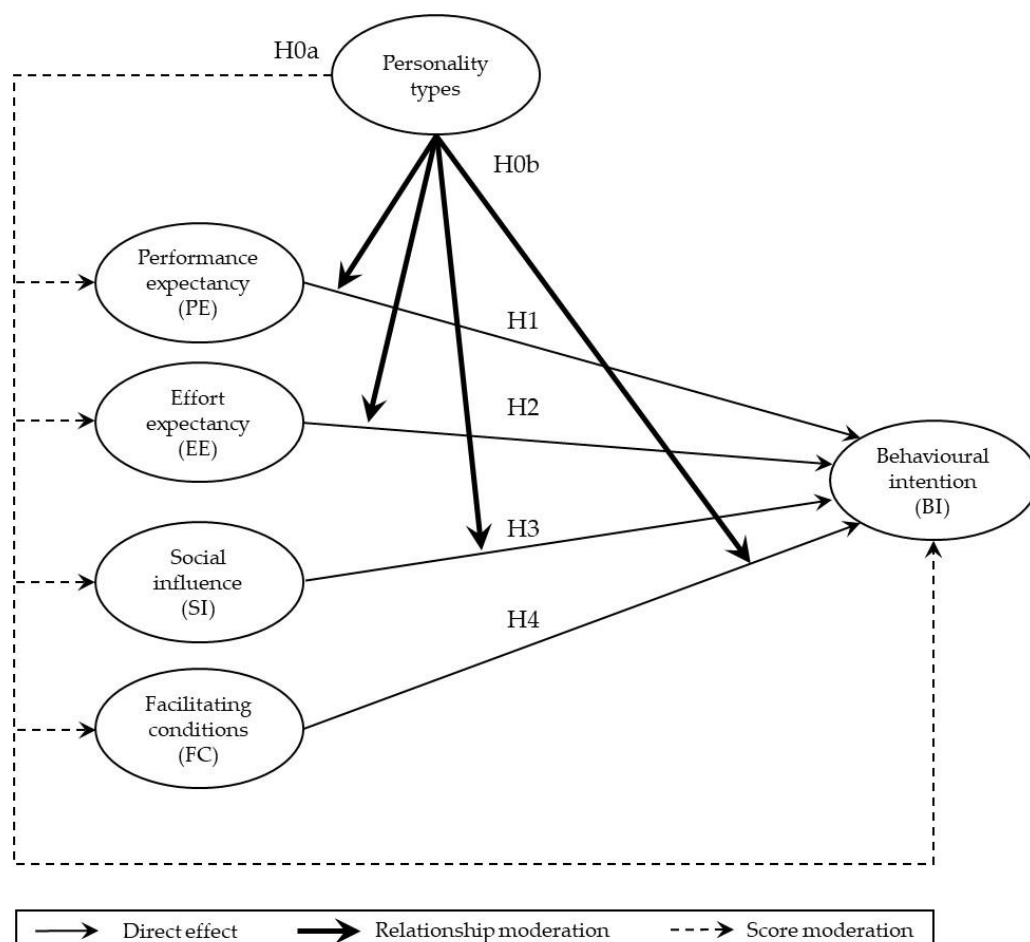 H0a
Personality
types
H0b
Performance
expectancy
(PE)
H1
Effort
expectancy
(EE)
H2
Behavioural
intention
(BI)
Social
influence
(SI)
H3
Facilitating
conditions
(FC)
H4
Direct effect
Relationship moderation
Score moderation